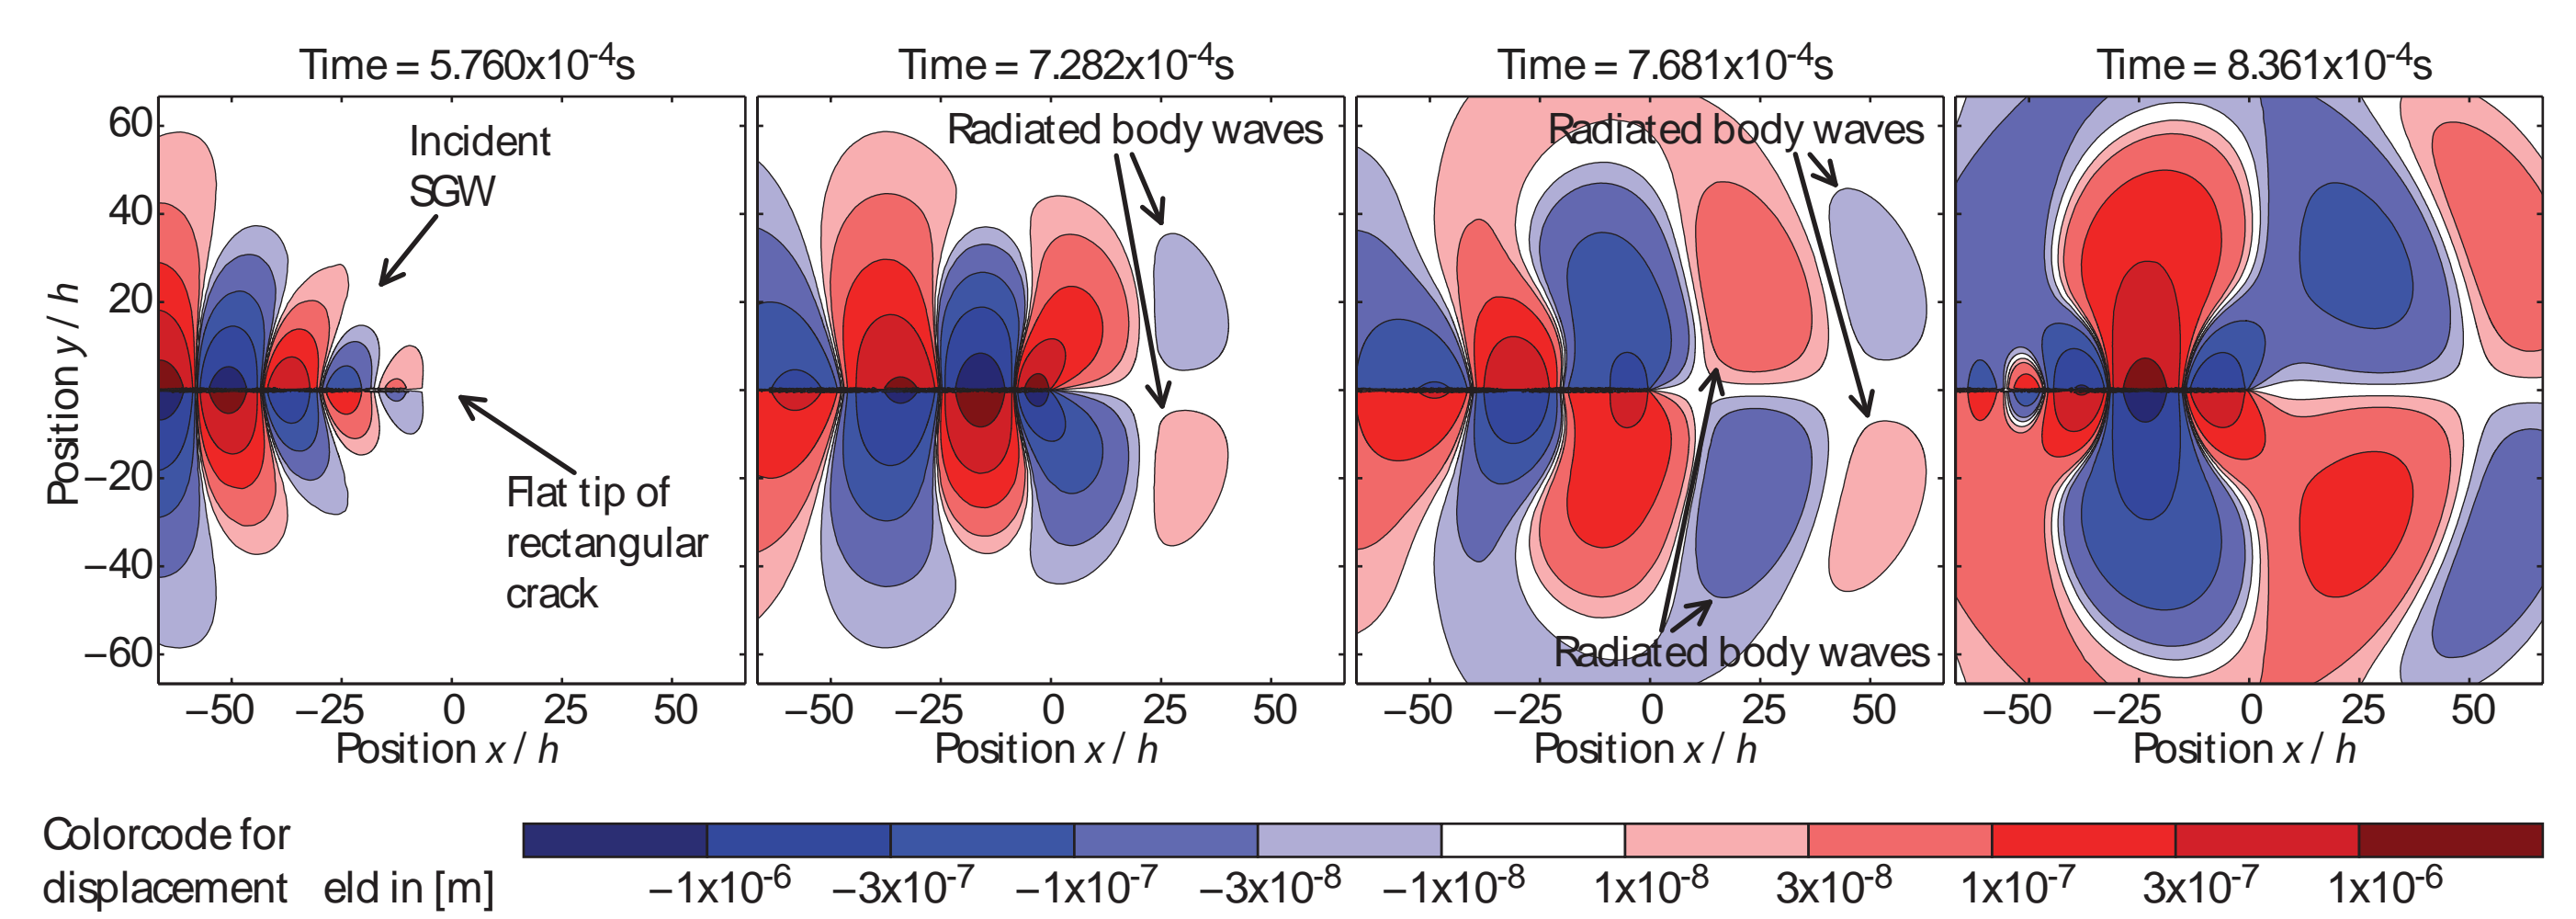 Time = 5.760x10⁻⁴s
Time = 7.282x10⁻⁴s
Time = 7.681x10⁻⁴s
Time = 8.361x10⁻⁴s
Incident
SGW
Flat tip of
rectangular
crack
Radiated body waves
Radiated body waves
Radiated body waves
Position y / h
60
40
20
0
−20
−40
−60
−50 −25 0 25 50
−50 −25 0 25 50
−50 −25 0 25 50
−50 −25 0 25 50
Position x / h
Position x / h
Position x / h
Position x / h
Colorcode for
displacement eld in [m]
−1x10⁻⁶ −3x10⁻⁷ −1x10⁻⁷ −3x10⁻⁸ −1x10⁻⁸ 1x10⁻⁸ 3x10⁻⁸ 1x10⁻⁷ 3x10⁻⁷ 1x10⁻⁶